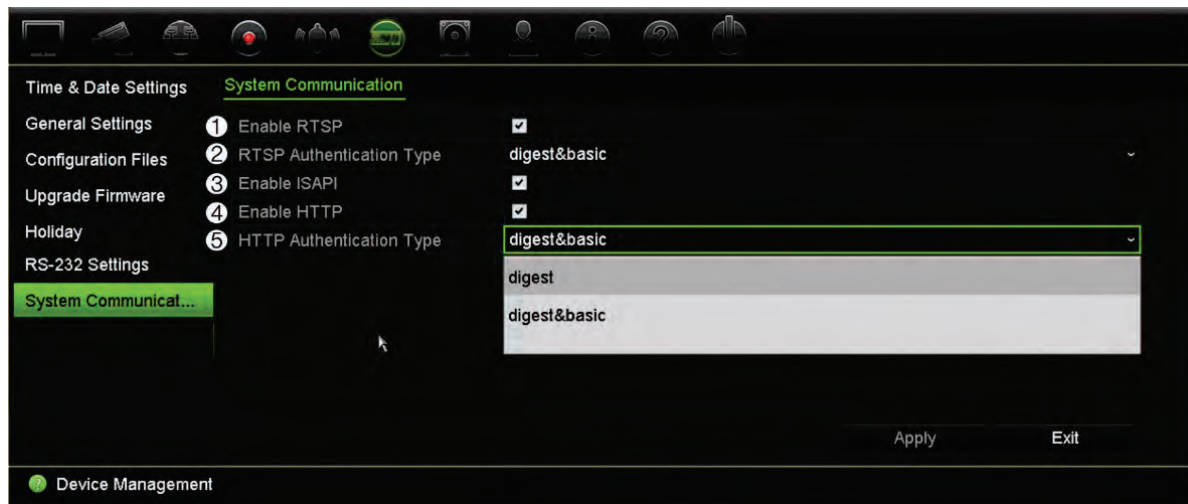 Time & Date Settings
System Communication
General Settings
① Enable RTSP
Configuration Files
② RTSP Authentication Type digest&basic
③ Enable ISAPI
Upgrade Firmware
④ Enable HTTP
Holiday
⑤ HTTP Authentication Type digest&basic
RS-232 Settings
digest
System Communicat...
digest&basic
Apply Exit
Device Management